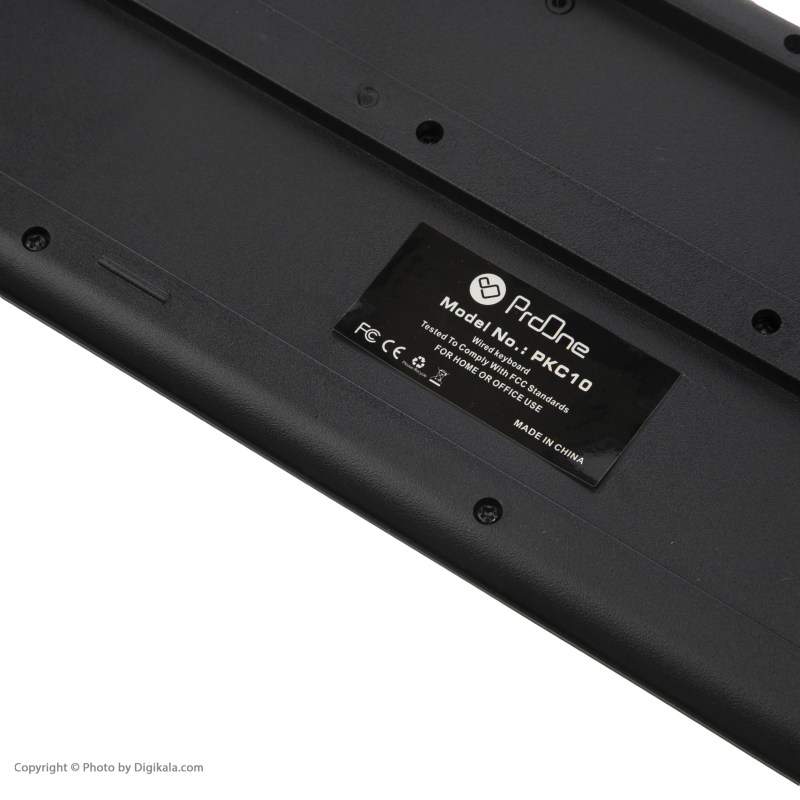 ProOne
Model No.: PKC10
Wired keyboard
Tested To Comply With FCC Standards
FOR HOME OR OFFICE USE
FC CE
MADE IN CHINA
Copyright © Photo by Digikala.com